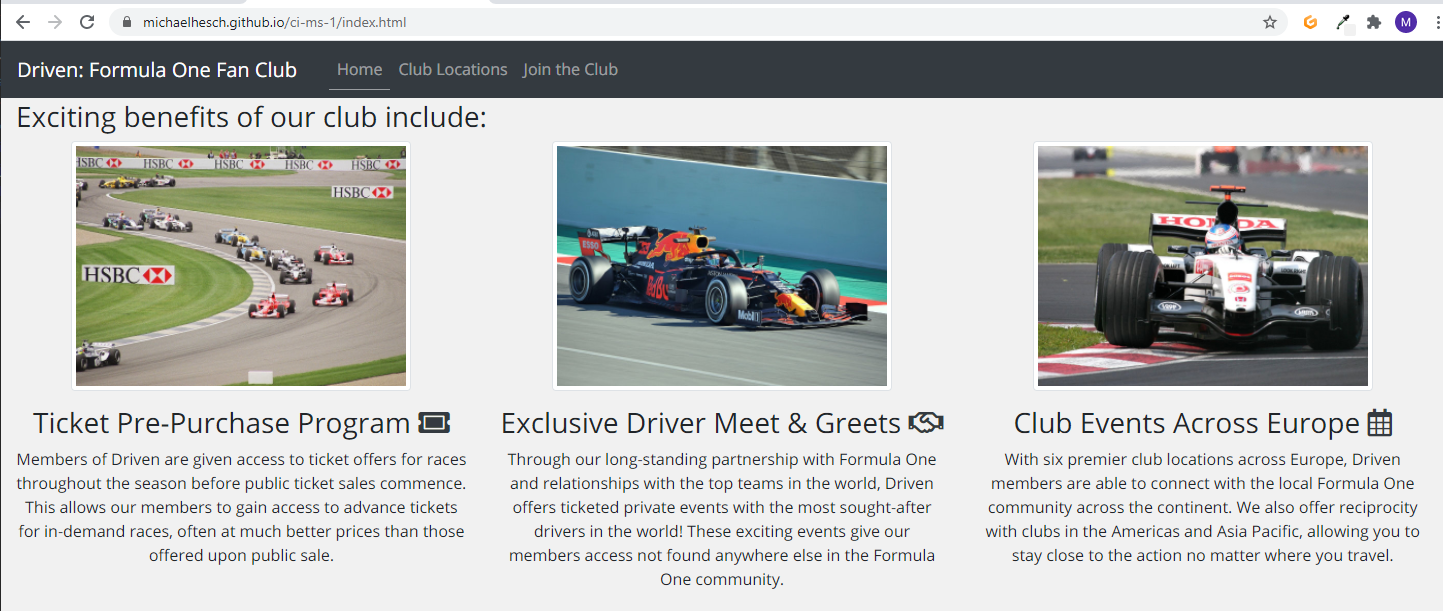 michaelhesch.github.io/ci-ms-1/index.html
M
Driven: Formula One Fan Club
Home
Club Locations
Join the Club
Exciting benefits of our club include:
HSBC HSBC HSBC HSBC HSBC
HSBC
HSBC
ESSO
Red Bull
Mobil 1
HONDA
Ticket Pre-Purchase Program
Members of Driven are given access to ticket offers for races
throughout the season before public ticket sales commence.
This allows our members to gain access to advance tickets
for in-demand races, often at much better prices than those
offered upon public sale.
Exclusive Driver Meet & Greets
Through our long-standing partnership with Formula One
and relationships with the top teams in the world, Driven
offers ticketed private events with the most sought-after
drivers in the world! These exciting events give our
members access not found anywhere else in the Formula
One community.
Club Events Across Europe
With six premier club locations across Europe, Driven
members are able to connect with the local Formula One
community across the continent. We also offer reciprocity
with clubs in the Americas and Asia Pacific, allowing you to
stay close to the action no matter where you travel.